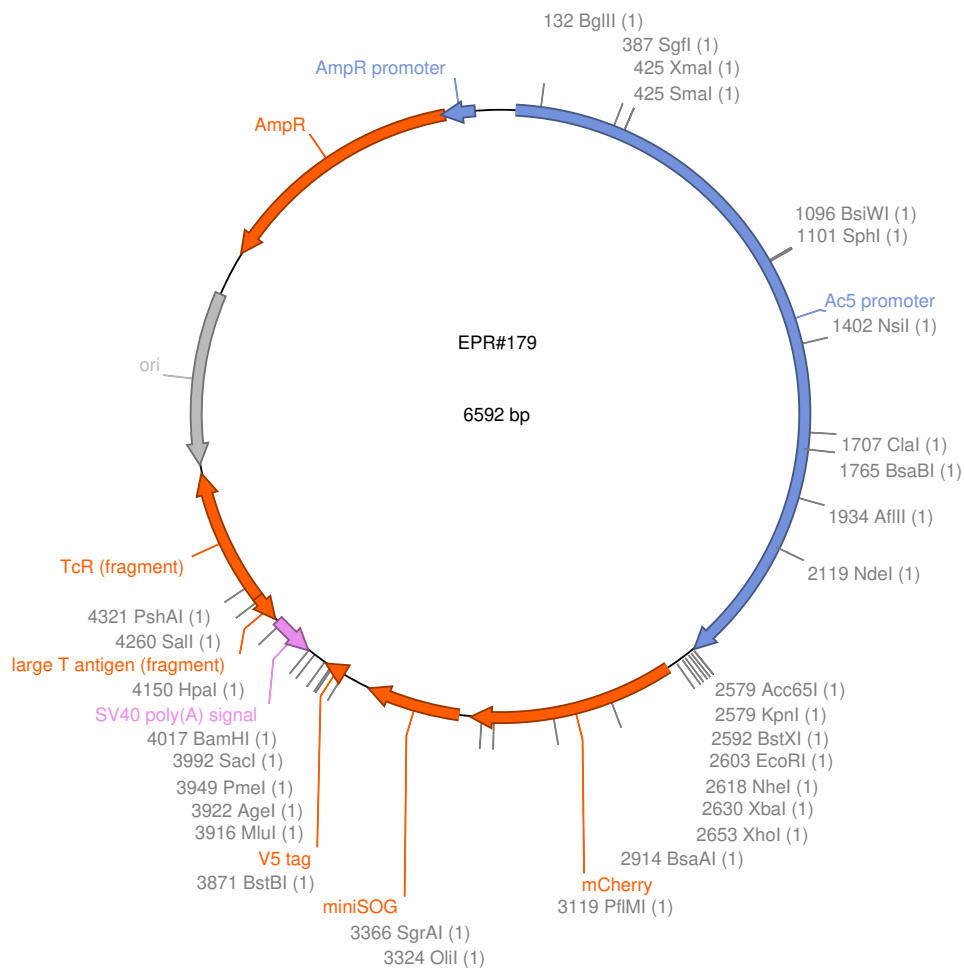 132 BglII (1)
387 SgfI (1)
425 XmaI (1)
425 SmaI (1)
AmpR promoter
AmpR
1096 BsiWI (1)
1101 SphI (1)
Ac5 promoter
1402 NsiI (1)
EPR#179
ori
6592 bp
1707 ClaI (1)
1765 BsaBI (1)
1934 AflII (1)
2119 NdeI (1)
TcR (fragment)
4321 PshAI (1)
4260 SalI (1)
large T antigen (fragment)
4150 HpaI (1)
SV40 poly(A) signal
4017 BamHI (1)
3992 SacI (1)
3949 PmeI (1)
3922 AgeI (1)
3916 MluI (1)
V5 tag
3871 BstBI (1)
miniSOG
3366 SgrAI (1)
3324 OliI (1)
2579 Acc65I (1)
2579 KpnI (1)
2592 BstXI (1)
2603 EcoRI (1)
2618 NheI (1)
2630 XbaI (1)
2653 XhoI (1)
2914 BsaAI (1)
mCherry
3119 PflMI (1)